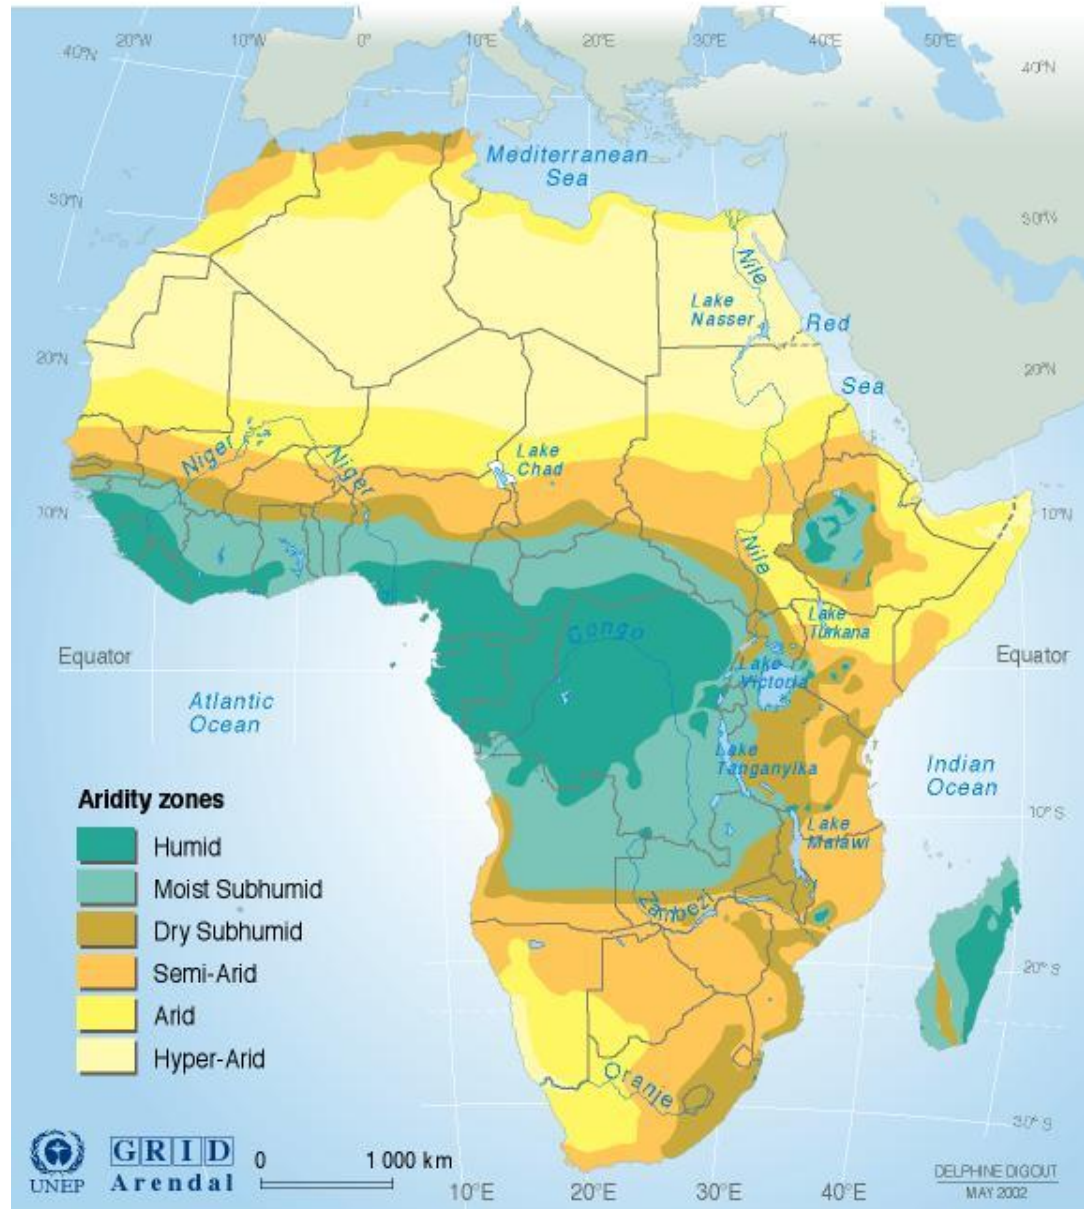 20°W 10°W 0° 10°E 20°E 30°E 40°E 50°E
40°N
40°N
Mediterranean
Sea
30°N
30°N
Nile
Lake
Nasser
Red
Sea
20°N
20°N
Niger
Niger
Lake
Chad
10°N
10°N
Nile
Lake
Turkana
Congo
Equator
Equator
Lake
Victoria
Atlantic
Ocean
Lake
Tanganyika
Indian
Ocean
10° S
Lake
Malawi
Zambezi
20° S
Oranje
30° S
Aridity zones
Humid
Moist Subhumid
Dry Subhumid
Semi-Arid
Arid
Hyper-Arid
UNEP
GRID
Arendal
0 1 000 km
10°E 20°E 30°E 40°E
DELPHINE DIGOUT
MAY 2002